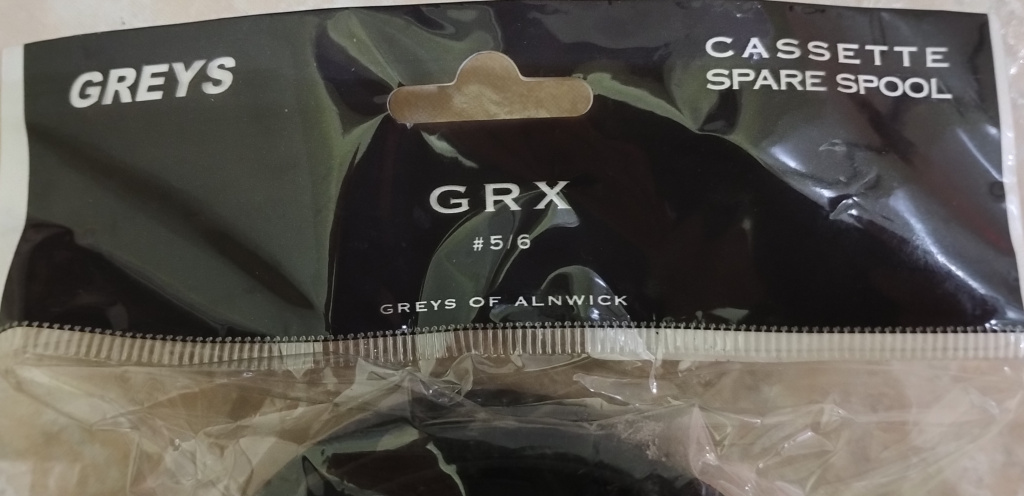 GREYS
CASSETTE
SPARE SPOOL
GRX
#5/6
GREYS OF ALNWICK